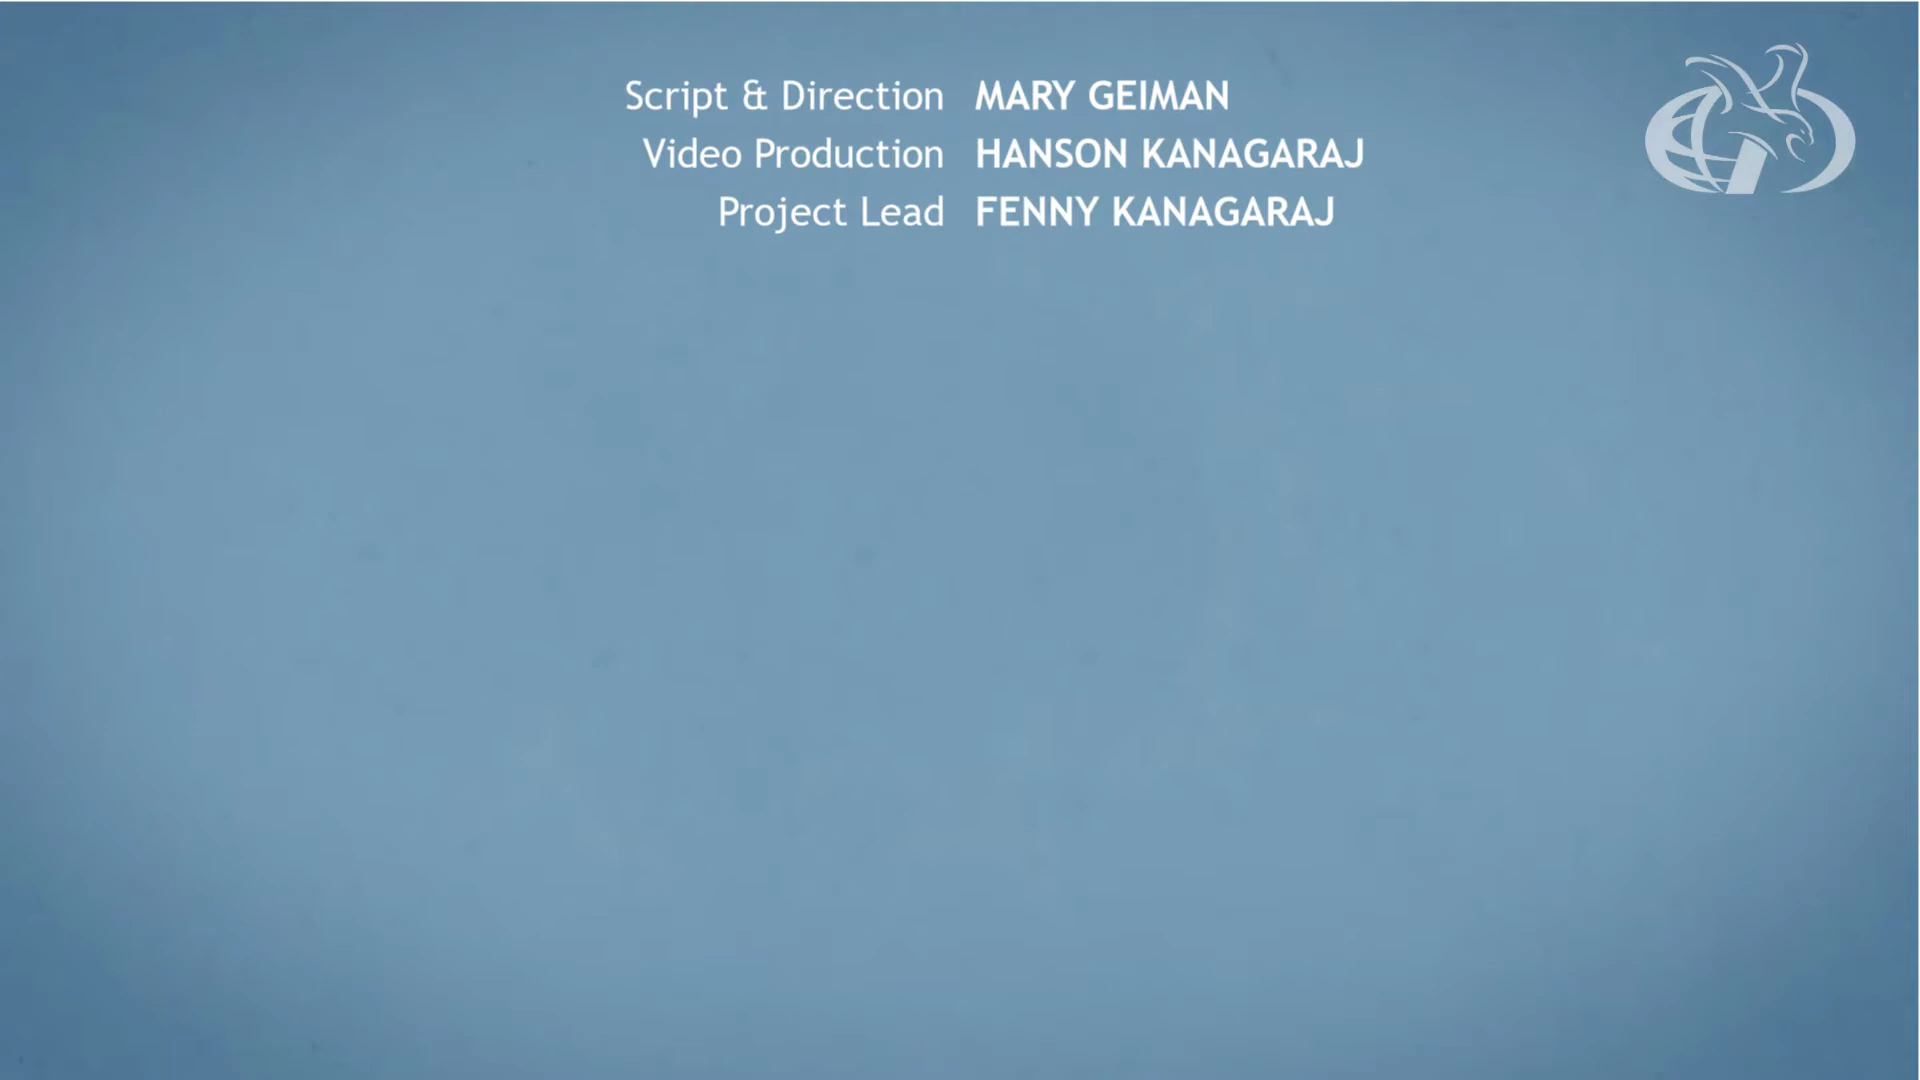 Script & Direction MARY GEIMAN
Video Production HANSON KANAGARAJ
Project Lead FENNY KANAGARAJ